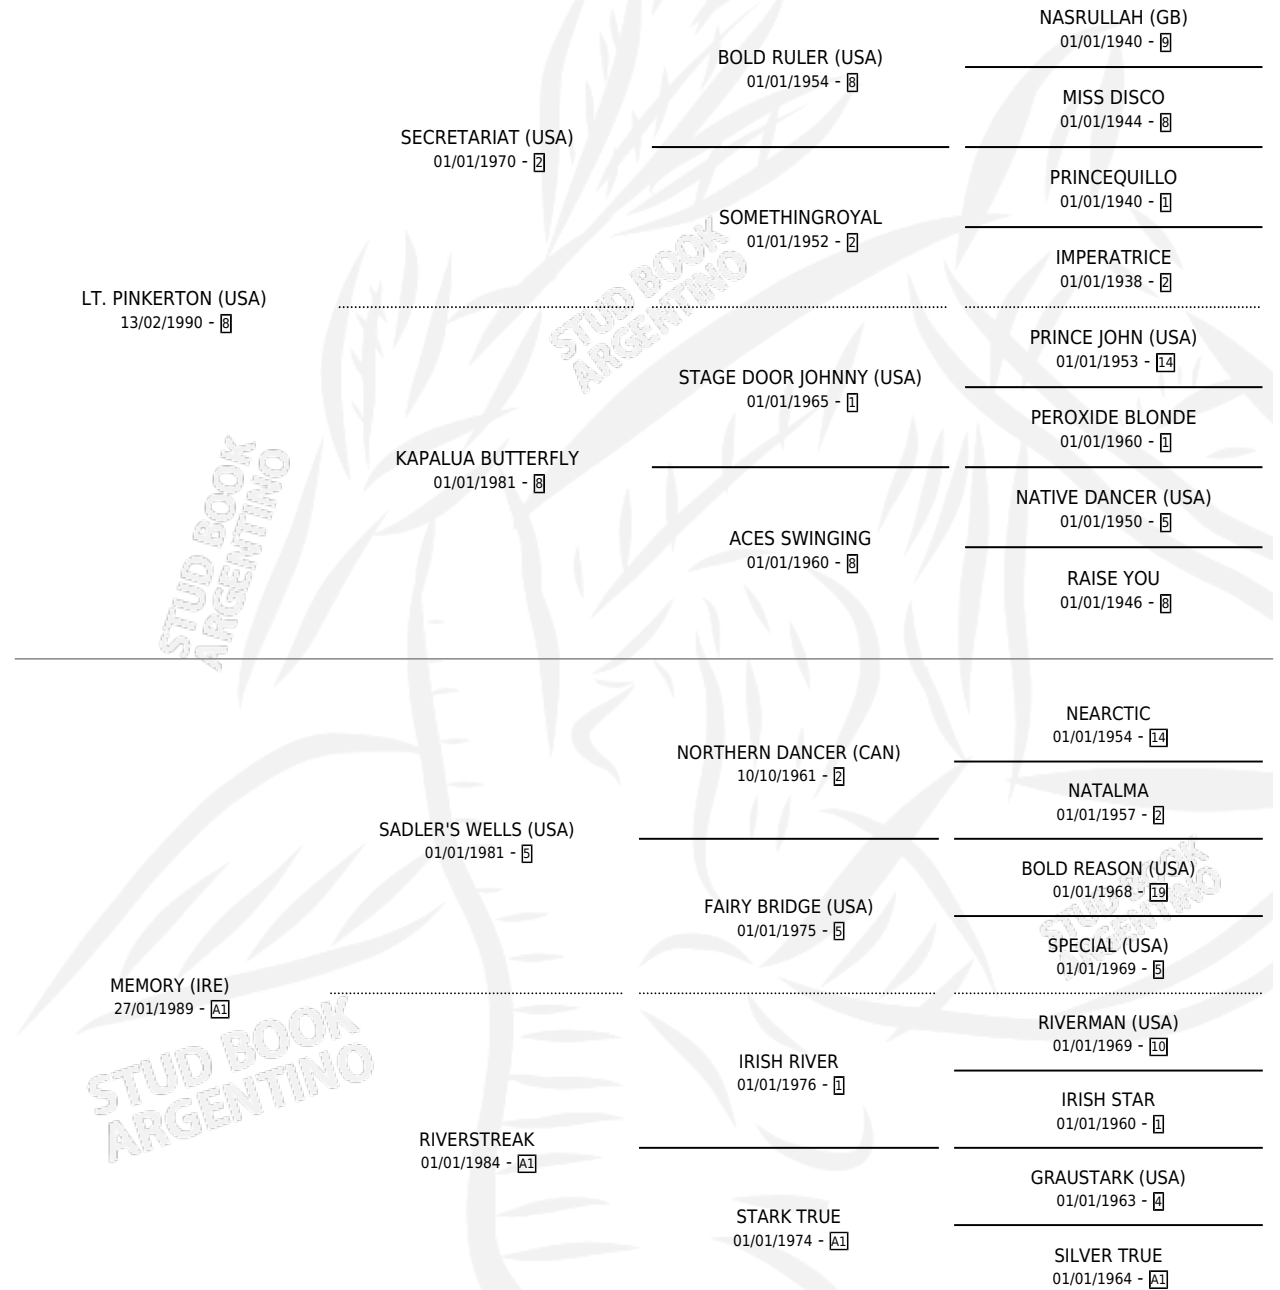 NASRULLAH (GB)
01/01/1940 - 9
BOLD RULER (USA)
01/01/1954 - 8
MISS DISCO
01/01/1944 - 8
SECRETARIAT (USA)
01/01/1970 - 2
PRINCEQUILLO
01/01/1940 - 1
SOMETHINGROYAL
01/01/1952 - 2
IMPERATRICE
01/01/1938 - 2
LT. PINKERTON (USA)
13/02/1990 - 8
PRINCE JOHN (USA)
01/01/1953 - 14
STAGE DOOR JOHNNY (USA)
01/01/1965 - 1
PEROXIDE BLONDE
01/01/1960 - 1
KAPALUA BUTTERFLY
01/01/1981 - 8
NATIVE DANCER (USA)
01/01/1950 - 5
ACES SWINGING
01/01/1960 - 8
RAISE YOU
01/01/1946 - 8
STUD BOOK
ARGENTINO
STUD BOOK
ARGENTINO
NEARCTIC
01/01/1954 - 14
NORTHERN DANCER (CAN)
10/10/1961 - 2
NATALMA
01/01/1957 - 2
SADLER'S WELLS (USA)
01/01/1981 - 5
BOLD REASON (USA)
01/01/1968 - 19
FAIRY BRIDGE (USA)
01/01/1975 - 5
SPECIAL (USA)
01/01/1969 - 5
STUD BOOK
ARGENTINO
MEMORY (IRE)
27/01/1989 - A1
RIVERMAN (USA)
01/01/1969 - 10
IRISH RIVER
01/01/1976 - 1
IRISH STAR
01/01/1960 - 1
STUD BOOK
ARGENTINO
RIVERSTREAK
01/01/1984 - A1
GRAUSTARK (USA)
01/01/1963 - 4
STARK TRUE
01/01/1974 - A1
SILVER TRUE
01/01/1964 - A1